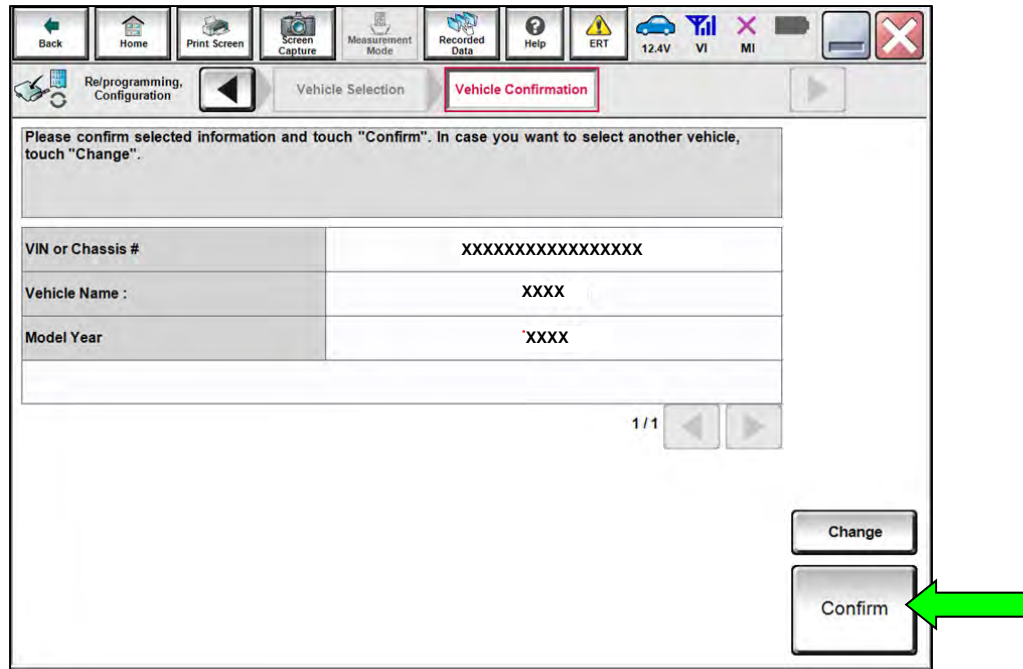 Back
Home
Print Screen
Screen
Capture
Measurement
Mode
Recorded
Data
Help
ERT
12.4V
VI
MI
Re/programming,
Configuration
Vehicle Selection
Vehicle Confirmation
Please confirm selected information and touch "Confirm". In case you want to select another vehicle,
touch "Change".
VIN or Chassis # XXXXXXXXXXXXXXXXX
Vehicle Name : XXXX
Model Year XXXX
1/1
Change
Confirm